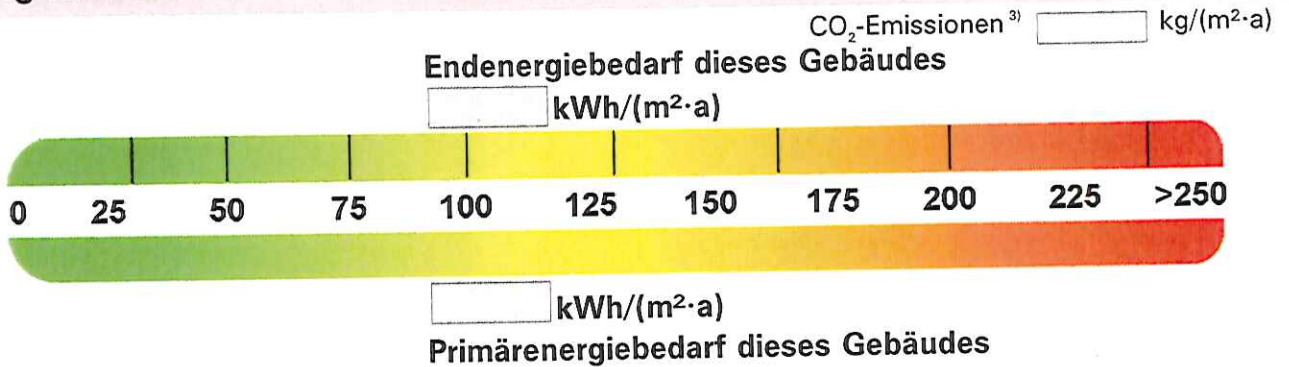 CO₂-Emissionen ³⁾ kg/(m²·a)
Endenergiebedarf dieses Gebäudes
kWh/(m²·a)
0 25 50 75 100 125 150 175 200 225 >250
kWh/(m²·a)
Primärenergiebedarf dieses Gebäudes